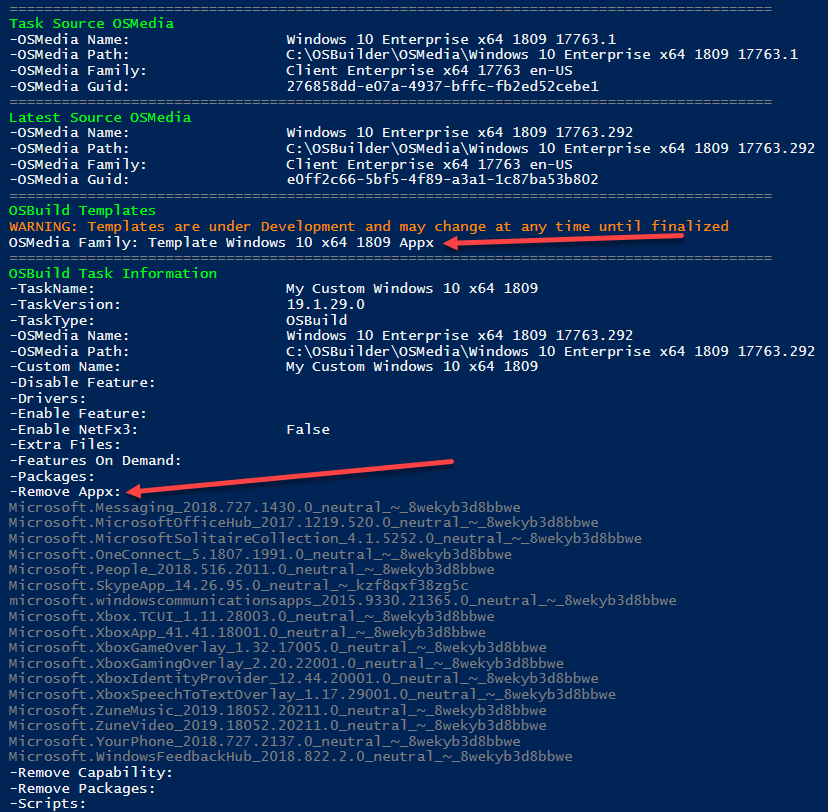 ========================================================================================
Task Source OSMedia
-OSMedia Name: Windows 10 Enterprise x64 1809 17763.1
-OSMedia Path: C:\OSBuilder\OSMedia\Windows 10 Enterprise x64 1809 17763.1
-OSMedia Family: Client Enterprise x64 17763 en-US
-OSMedia Guid: 276858dd-e07a-4937-bffc-fb2ed52cebe1
========================================================================================
Latest Source OSMedia
-OSMedia Name: Windows 10 Enterprise x64 1809 17763.292
-OSMedia Path: C:\OSBuilder\OSMedia\Windows 10 Enterprise x64 1809 17763.292
-OSMedia Family: Client Enterprise x64 17763 en-US
-OSMedia Guid: e0ff2c66-5bf5-4f89-a3a1-1c87ba53b802
========================================================================================
OSBuild Templates
WARNING: Templates are under Development and may change at any time until finalized
OSMedia Family: Template Windows 10 x64 1809 Appx
========================================================================================
OSBuild Task Information
-TaskName: My Custom Windows 10 x64 1809
-TaskVersion: 19.1.29.0
-TaskType: OSBuild
-OSMedia Name: Windows 10 Enterprise x64 1809 17763.292
-OSMedia Path: C:\OSBuilder\OSMedia\Windows 10 Enterprise x64 1809 17763.292
-Custom Name: My Custom Windows 10 x64 1809
-Disable Feature:
-Drivers:
-Enable Feature:
-Enable NetFx3: False
-Extra Files:
-Features On Demand:
-Packages:
-Remove Appx:
Microsoft.Messaging_2018.727.1430.0_neutral_~_8wekyb3d8bbwe
Microsoft.MicrosoftOfficeHub_2017.1219.520.0_neutral_~_8wekyb3d8bbwe
Microsoft.MicrosoftSolitaireCollection_4.1.5252.0_neutral_~_8wekyb3d8bbwe
Microsoft.OneConnect_5.1807.1991.0_neutral_~_8wekyb3d8bbwe
Microsoft.People_2018.516.2011.0_neutral_~_8wekyb3d8bbwe
Microsoft.SkypeApp_14.26.95.0_neutral_~_kzf8qxf38zg5c
microsoft.windowscommunicationsapps_2015.9330.21365.0_neutral_~_8wekyb3d8bbwe
Microsoft.Xbox.TCUI_1.11.28003.0_neutral_~_8wekyb3d8bbwe
Microsoft.XboxApp_41.41.18001.0_neutral_~_8wekyb3d8bbwe
Microsoft.XboxGameOverlay_1.32.17005.0_neutral_~_8wekyb3d8bbwe
Microsoft.XboxGamingOverlay_2.20.22001.0_neutral_~_8wekyb3d8bbwe
Microsoft.XboxIdentityProvider_12.44.20001.0_neutral_~_8wekyb3d8bbwe
Microsoft.XboxSpeechToTextOverlay_1.17.29001.0_neutral_~_8wekyb3d8bbwe
Microsoft.ZuneMusic_2019.18052.20211.0_neutral_~_8wekyb3d8bbwe
Microsoft.ZuneVideo_2019.18052.20211.0_neutral_~_8wekyb3d8bbwe
Microsoft.YourPhone_2018.727.2137.0_neutral_~_8wekyb3d8bbwe
Microsoft.WindowsFeedbackHub_2018.822.2.0_neutral_~_8wekyb3d8bbwe
-Remove Capability:
-Remove Packages:
-Scripts: